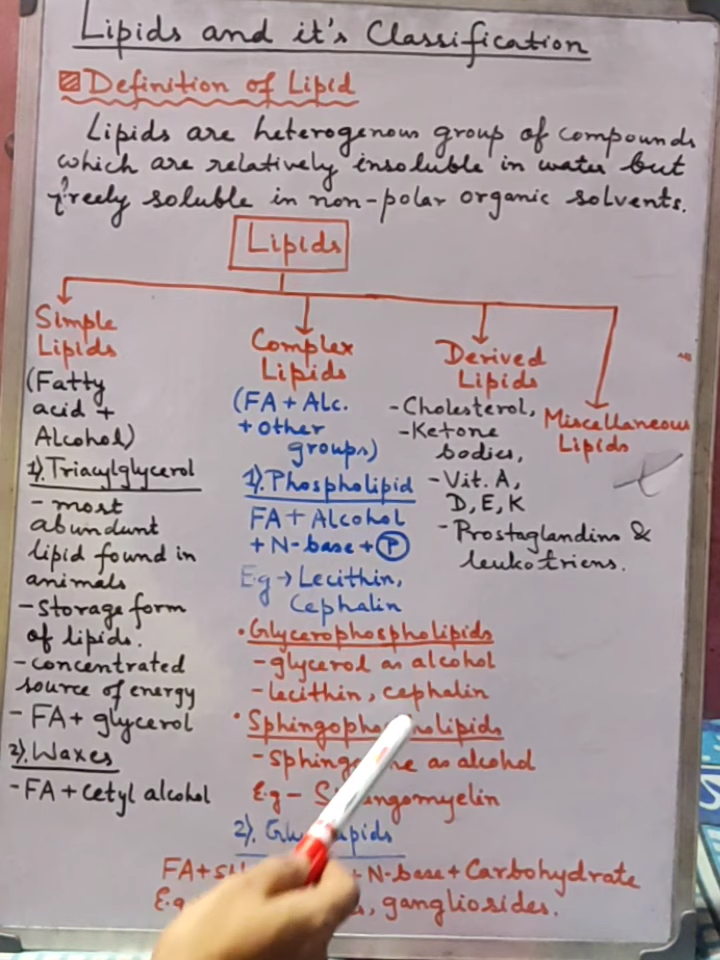 Lipids and it's Classification
Definition of Lipid
Lipids are heterogenous group of compounds
which are relatively insoluble in water but
freely soluble in non-polar organic solvents.
Lipids
Simple
Lipids
(Fatty
acid +
Alcohol)
1). Triacylglycerol
- most
abundunt
lipid found in
animals
- storage form
of lipids.
- concentrated
source of energy
- FA + glycerol
2). Waxes
- FA + cetyl alcohol
Complex
Lipids
(FA + Alc.
+ other
groups)
1). Phospholipid
FA + Alcohol
+ N-base + P
E.g → Lecithin,
Cephalin
• Glycerophospholipids
- glycerol as alcohol
- lecithin, cephalin
•
- as alcohol
E.g -
2).
FA + + N-base + Carbohydrate
E.g , gangliosides.
Derived
Lipids
- Cholesterol,
- Ketone
bodies,
- Vit. A,
D, E, K
- Prostaglandins &
leukotriens.
Miscellaneous
Lipids